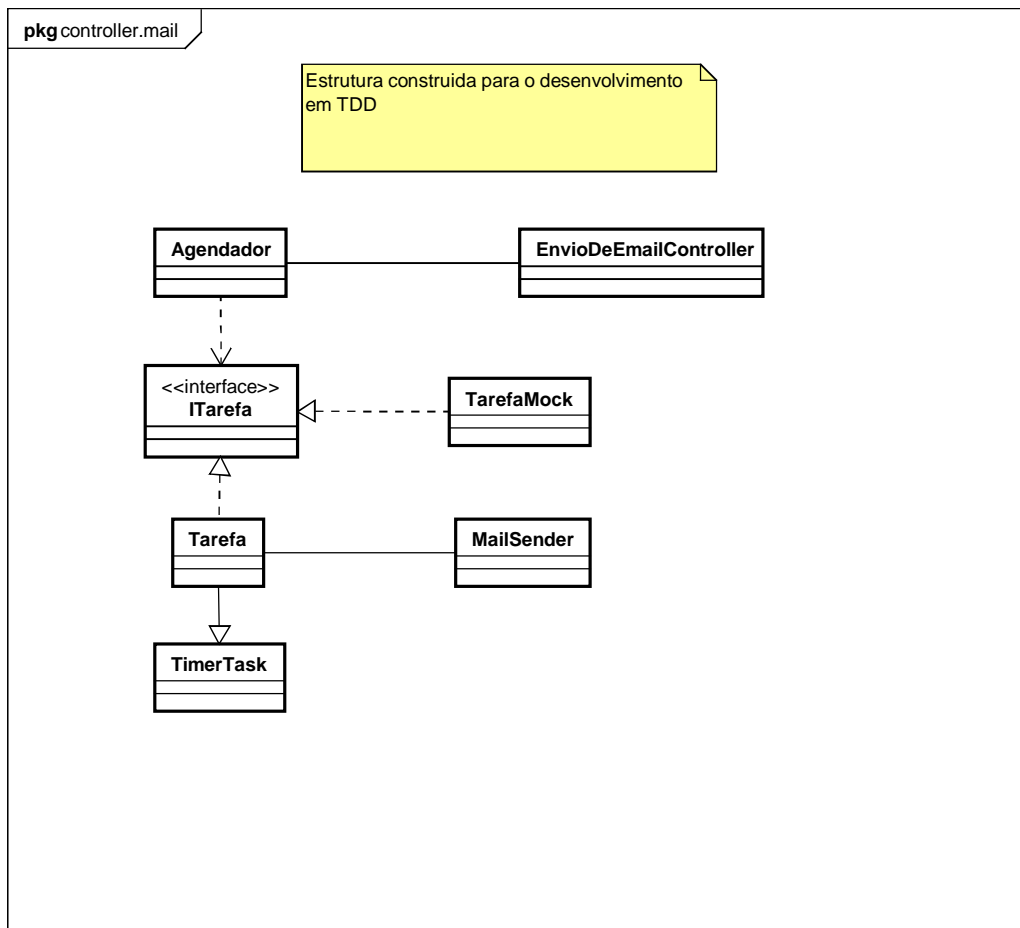 pkg controller.mail
Estrutura construida para o desenvolvimento
em TDD
Agendador
EnvioDeEmailController
<<interface>>
ITarefa
TarefaMock
Tarefa
MailSender
TimerTask